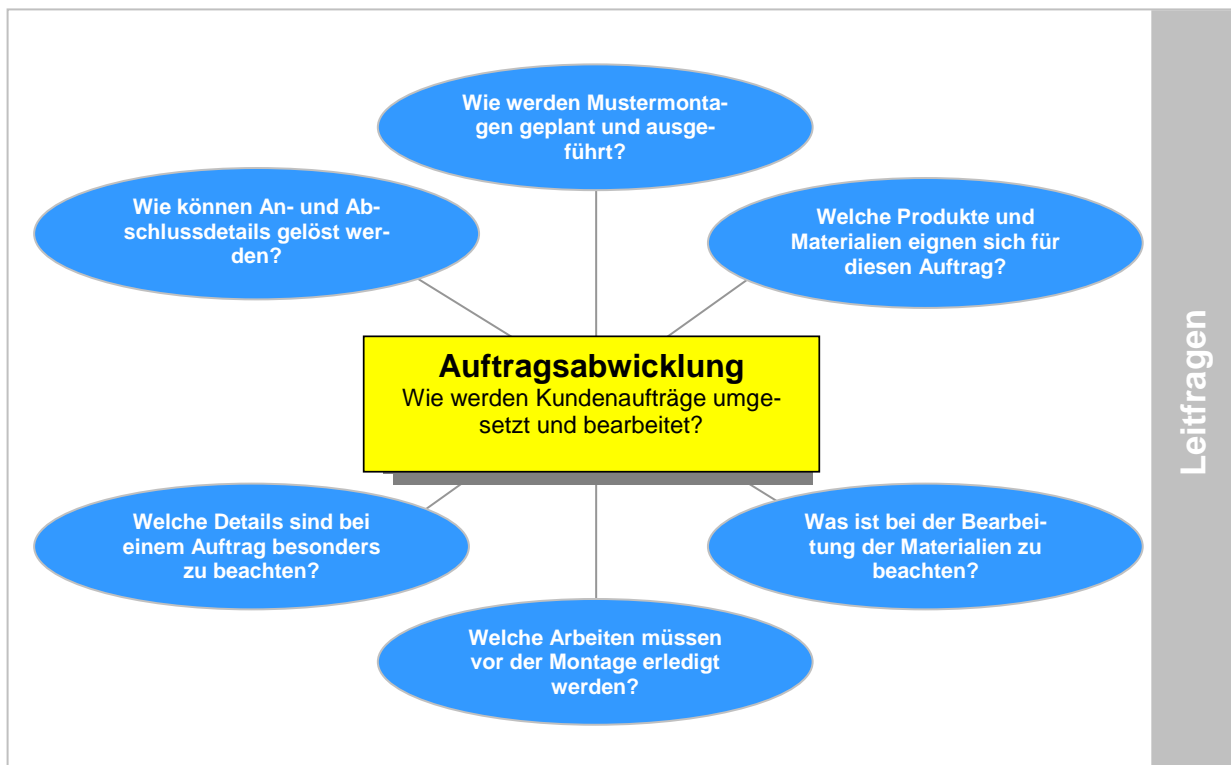 Wie werden Mustermonta-
gen geplant und ausge-
führt?
Wie können An- und Ab-
schlussdetails gelöst wer-
den?
Welche Produkte und
Materialien eignen sich für
diesen Auftrag?
Auftragsabwicklung
Wie werden Kundenaufträge umge-
setzt und bearbeitet?
Welche Details sind bei
einem Auftrag besonders
zu beachten?
Was ist bei der Bearbei-
tung der Materialien zu
beachten?
Welche Arbeiten müssen
vor der Montage erledigt
werden?
Leitfragen